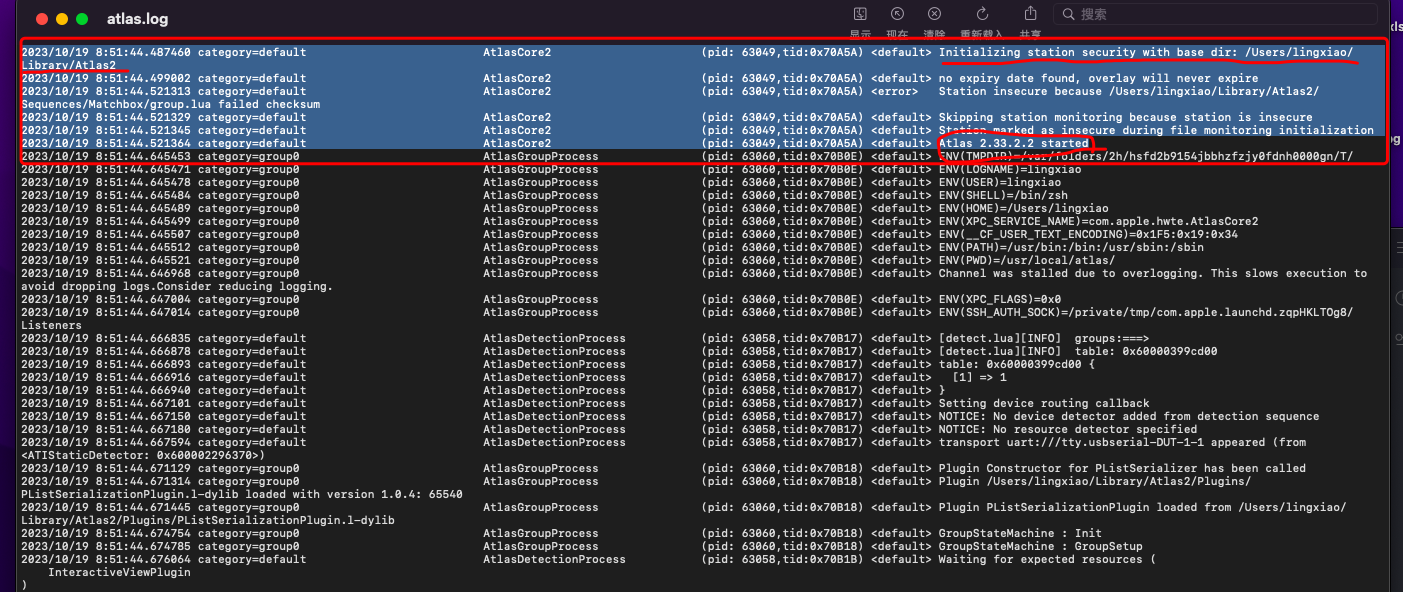 atlas.log
搜索
显示 现在 清除 重新载入 共享
2023/10/19 8:51:44.487460 category=default AtlasCore2 (pid: 63049,tid:0x70A5A) <default> Initializing station security with base dir: /Users/lingxiao/
Library/Atlas2
2023/10/19 8:51:44.499002 category=default AtlasCore2 (pid: 63049,tid:0x70A5A) <default> no expiry date found, overlay will never expire
2023/10/19 8:51:44.521313 category=default AtlasCore2 (pid: 63049,tid:0x70A5A) <error> Station insecure because /Users/lingxiao/Library/Atlas2/
Sequences/Matchbox/group.lua failed checksum
2023/10/19 8:51:44.521329 category=default AtlasCore2 (pid: 63049,tid:0x70A5A) <default> Skipping station monitoring because station is insecure
2023/10/19 8:51:44.521345 category=default AtlasCore2 (pid: 63049,tid:0x70A5A) <default> Station marked as insecure during file monitoring initialization
2023/10/19 8:51:44.521364 category=default AtlasCore2 (pid: 63049,tid:0x70A5A) <default> Atlas 2.33.2.2 started
2023/10/19 8:51:44.645453 category=group0 AtlasGroupProcess (pid: 63060,tid:0x70B0E) <default> ENV(TMPDIR)=/var/folders/2h/hsfd2b9154jbbhzfzjy0fdnh0000gn/T/
2023/10/19 8:51:44.645471 category=group0 AtlasGroupProcess (pid: 63060,tid:0x70B0E) <default> ENV(LOGNAME)=lingxiao
2023/10/19 8:51:44.645478 category=group0 AtlasGroupProcess (pid: 63060,tid:0x70B0E) <default> ENV(USER)=lingxiao
2023/10/19 8:51:44.645484 category=group0 AtlasGroupProcess (pid: 63060,tid:0x70B0E) <default> ENV(SHELL)=/bin/zsh
2023/10/19 8:51:44.645489 category=group0 AtlasGroupProcess (pid: 63060,tid:0x70B0E) <default> ENV(HOME)=/Users/lingxiao
2023/10/19 8:51:44.645499 category=group0 AtlasGroupProcess (pid: 63060,tid:0x70B0E) <default> ENV(XPC_SERVICE_NAME)=com.apple.hwte.AtlasCore2
2023/10/19 8:51:44.645507 category=group0 AtlasGroupProcess (pid: 63060,tid:0x70B0E) <default> ENV(__CF_USER_TEXT_ENCODING)=0x1F5:0x19:0x34
2023/10/19 8:51:44.645512 category=group0 AtlasGroupProcess (pid: 63060,tid:0x70B0E) <default> ENV(PATH)=/usr/bin:/bin:/usr/sbin:/sbin
2023/10/19 8:51:44.645521 category=group0 AtlasGroupProcess (pid: 63060,tid:0x70B0E) <default> ENV(PWD)=/usr/local/atlas/
2023/10/19 8:51:44.646968 category=group0 AtlasGroupProcess (pid: 63060,tid:0x70B0E) <default> Channel was stalled due to overlogging. This slows execution to
avoid dropping logs.Consider reducing logging.
2023/10/19 8:51:44.647004 category=group0 AtlasGroupProcess (pid: 63060,tid:0x70B0E) <default> ENV(XPC_FLAGS)=0x0
2023/10/19 8:51:44.647014 category=group0 AtlasGroupProcess (pid: 63060,tid:0x70B0E) <default> ENV(SSH_AUTH_SOCK)=/private/tmp/com.apple.launchd.zqpHKLTOg8/
Listeners
2023/10/19 8:51:44.666835 category=default AtlasDetectionProcess (pid: 63058,tid:0x70B17) <default> [detect.lua][INFO] groups:===>
2023/10/19 8:51:44.666878 category=default AtlasDetectionProcess (pid: 63058,tid:0x70B17) <default> [detect.lua][INFO] table: 0x60000399cd00
2023/10/19 8:51:44.666893 category=default AtlasDetectionProcess (pid: 63058,tid:0x70B17) <default> table: 0x60000399cd00 {
2023/10/19 8:51:44.666916 category=default AtlasDetectionProcess (pid: 63058,tid:0x70B17) <default> [1] => 1
2023/10/19 8:51:44.666940 category=default AtlasDetectionProcess (pid: 63058,tid:0x70B17) <default> }
2023/10/19 8:51:44.667101 category=default AtlasDetectionProcess (pid: 63058,tid:0x70B17) <default> Setting device routing callback
2023/10/19 8:51:44.667150 category=default AtlasDetectionProcess (pid: 63058,tid:0x70B17) <default> NOTICE: No device detector added from detection sequence
2023/10/19 8:51:44.667180 category=default AtlasDetectionProcess (pid: 63058,tid:0x70B17) <default> NOTICE: No resource detector specified
2023/10/19 8:51:44.667594 category=default AtlasDetectionProcess (pid: 63058,tid:0x70B17) <default> transport uart:///tty.usbserial-DUT-1-1 appeared (from
<ATIStaticDetector: 0x600002296370>)
2023/10/19 8:51:44.671129 category=group0 AtlasGroupProcess (pid: 63060,tid:0x70B18) <default> Plugin Constructor for PListSerializer has been called
2023/10/19 8:51:44.671314 category=group0 AtlasGroupProcess (pid: 63060,tid:0x70B18) <default> Plugin /Users/lingxiao/Library/Atlas2/Plugins/
PListSerializationPlugin.l-dylib loaded with version 1.0.4: 65540
2023/10/19 8:51:44.671445 category=group0 AtlasGroupProcess (pid: 63060,tid:0x70B18) <default> Plugin PListSerializationPlugin loaded from /Users/lingxiao/
Library/Atlas2/Plugins/PListSerializationPlugin.l-dylib
2023/10/19 8:51:44.674754 category=group0 AtlasGroupProcess (pid: 63060,tid:0x70B18) <default> GroupStateMachine : Init
2023/10/19 8:51:44.674785 category=group0 AtlasGroupProcess (pid: 63060,tid:0x70B18) <default> GroupStateMachine : GroupSetup
2023/10/19 8:51:44.676064 category=default AtlasDetectionProcess (pid: 63058,tid:0x70B1B) <default> Waiting for expected resources (
InteractiveViewPlugin
)